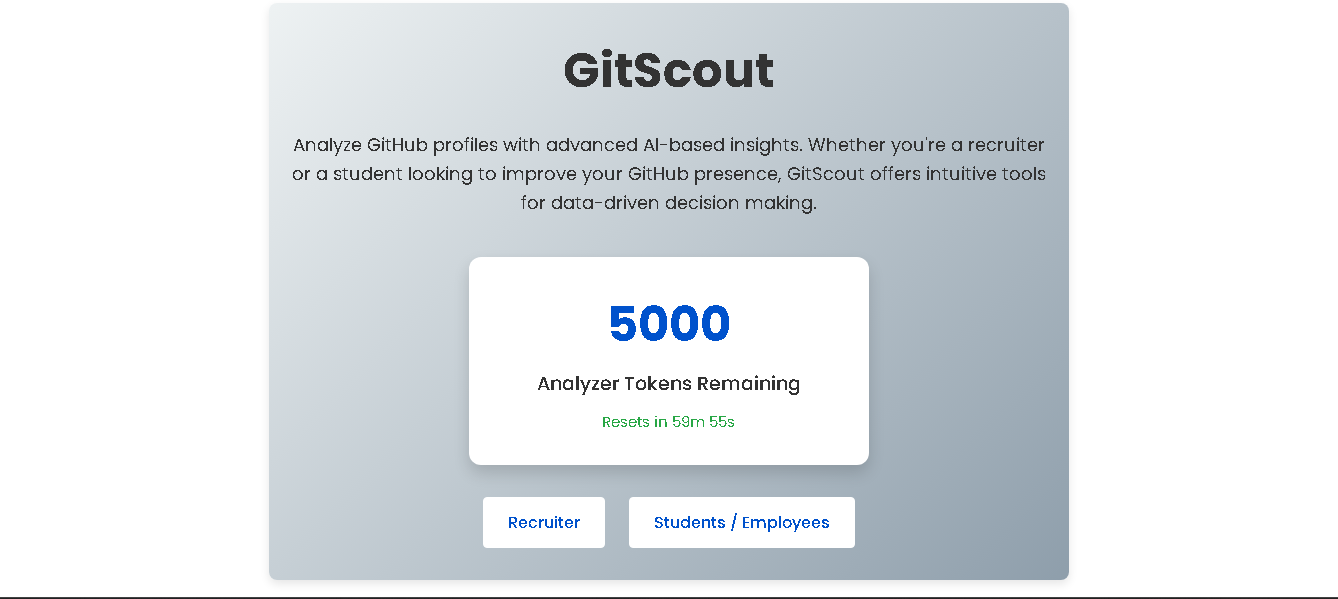 GitScout
Analyze GitHub profiles with advanced AI-based insights. Whether you're a recruiter
or a student looking to improve your GitHub presence, GitScout offers intuitive tools
for data-driven decision making.
5000
Analyzer Tokens Remaining
Resets in 59m 55s
Recruiter
Students / Employees